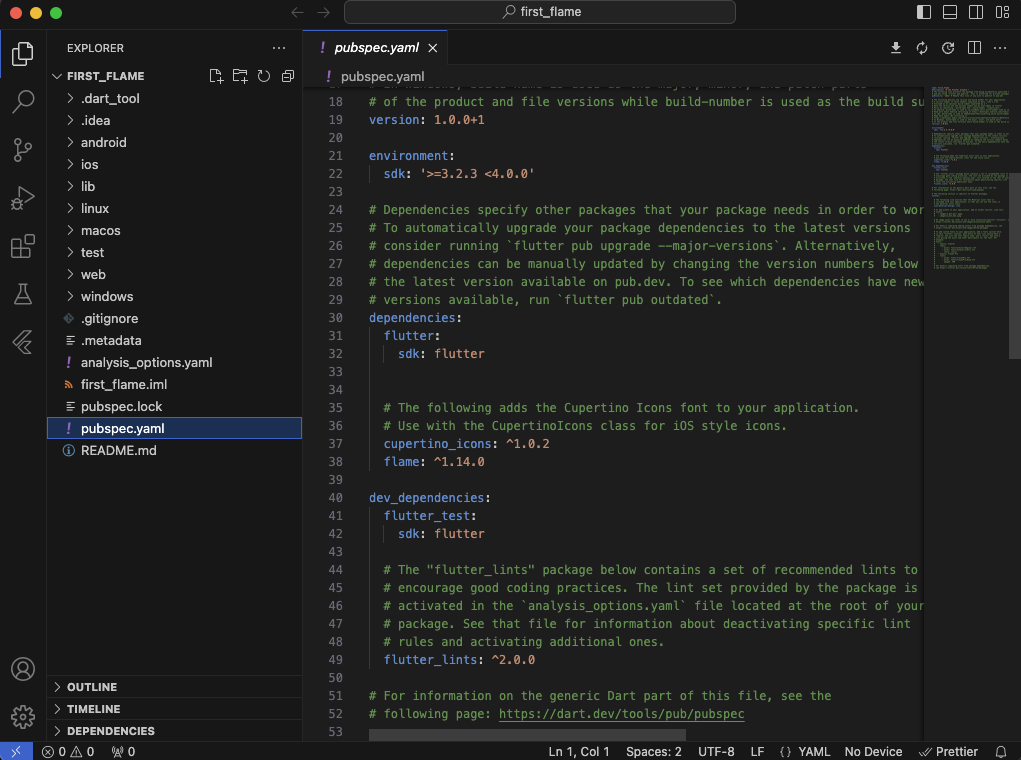 first_flame
EXPLORER
FIRST_FLAME
.dart_tool
.idea
android
ios
lib
linux
macos
test
web
windows
.gitignore
.metadata
! analysis_options.yaml
first_flame.iml
pubspec.lock
! pubspec.yaml
README.md
OUTLINE
TIMELINE
DEPENDENCIES
! pubspec.yaml
! pubspec.yaml
18 # of the product and file versions while build-number is used as the build su
19 version: 1.0.0+1
20
21 environment:
22 sdk: '>=3.2.3 <4.0.0'
23
24 # Dependencies specify other packages that your package needs in order to wor
25 # To automatically upgrade your package dependencies to the latest versions
26 # consider running `flutter pub upgrade --major-versions`. Alternatively,
27 # dependencies can be manually updated by changing the version numbers below
28 # the latest version available on pub.dev. To see which dependencies have new
29 # versions available, run `flutter pub outdated`.
30 dependencies:
31 flutter:
32 sdk: flutter
33
34
35 # The following adds the Cupertino Icons font to your application.
36 # Use with the CupertinoIcons class for iOS style icons.
37 cupertino_icons: ^1.0.2
38 flame: ^1.14.0
39
40 dev_dependencies:
41 flutter_test:
42 sdk: flutter
43
44 # The "flutter_lints" package below contains a set of recommended lints to
45 # encourage good coding practices. The lint set provided by the package is
46 # activated in the `analysis_options.yaml` file located at the root of your
47 # package. See that file for information about deactivating specific lint
48 # rules and activating additional ones.
49 flutter_lints: ^2.0.0
50
51 # For information on the generic Dart part of this file, see the
52 # following page: https://dart.dev/tools/pub/pubspec
53
0 0 0 Ln 1, Col 1 Spaces: 2 UTF-8 LF {} YAML No Device Prettier